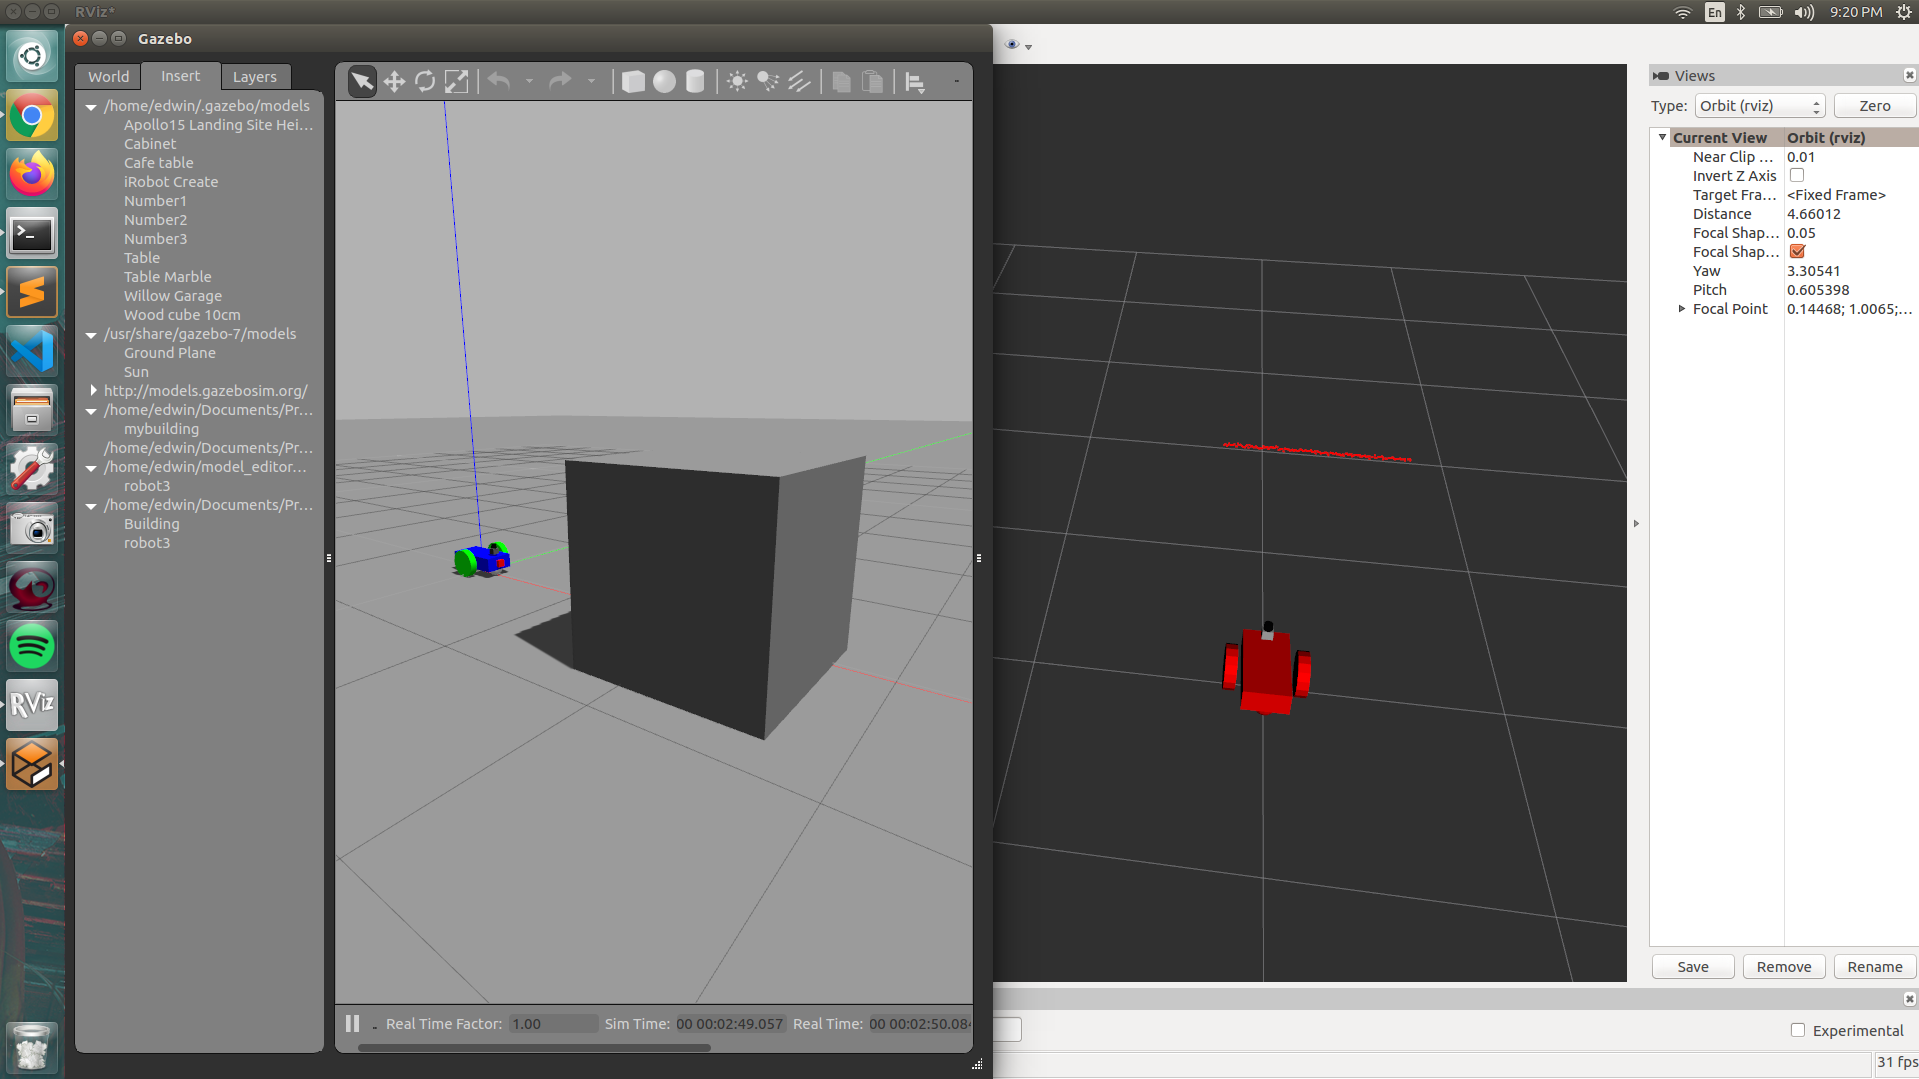 RViz*
En
9:20 PM
Gazebo
World
Insert
Layers
/home/edwin/.gazebo/models
Apollo15 Landing Site Hei...
Cabinet
Cafe table
iRobot Create
Number1
Number2
Number3
Table
Table Marble
Willow Garage
Wood cube 10cm
/usr/share/gazebo-7/models
Ground Plane
Sun
http://models.gazebosim.org/
/home/edwin/Documents/Pr...
mybuilding
/home/edwin/Documents/Pr...
/home/edwin/model_editor...
robot3
/home/edwin/Documents/Pr...
Building
robot3
RViz
Real Time Factor: 1.00 Sim Time: 00 00:02:49.057 Real Time: 00 00:02:50.084
Views
Type: Orbit (rviz) Zero
Current View Orbit (rviz)
Near Clip ... 0.01
Invert Z Axis
Target Fra... <Fixed Frame>
Distance 4.66012
Focal Shap... 0.05
Focal Shap...
Yaw 3.30541
Pitch 0.605398
Focal Point 0.14468; 1.0065;...
Save Remove Rename
Experimental
31 fps